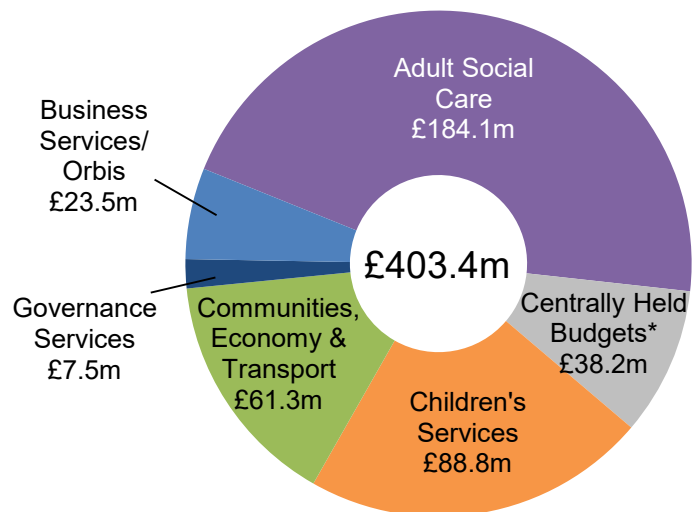 Adult Social
Care
£184.1m
Business
Services/
Orbis
£23.5m
£403.4m
Governance
Services
£7.5m
Communities,
Economy &
Transport
£61.3m
Centrally Held
Budgets*
£38.2m
Children's
Services
£88.8m